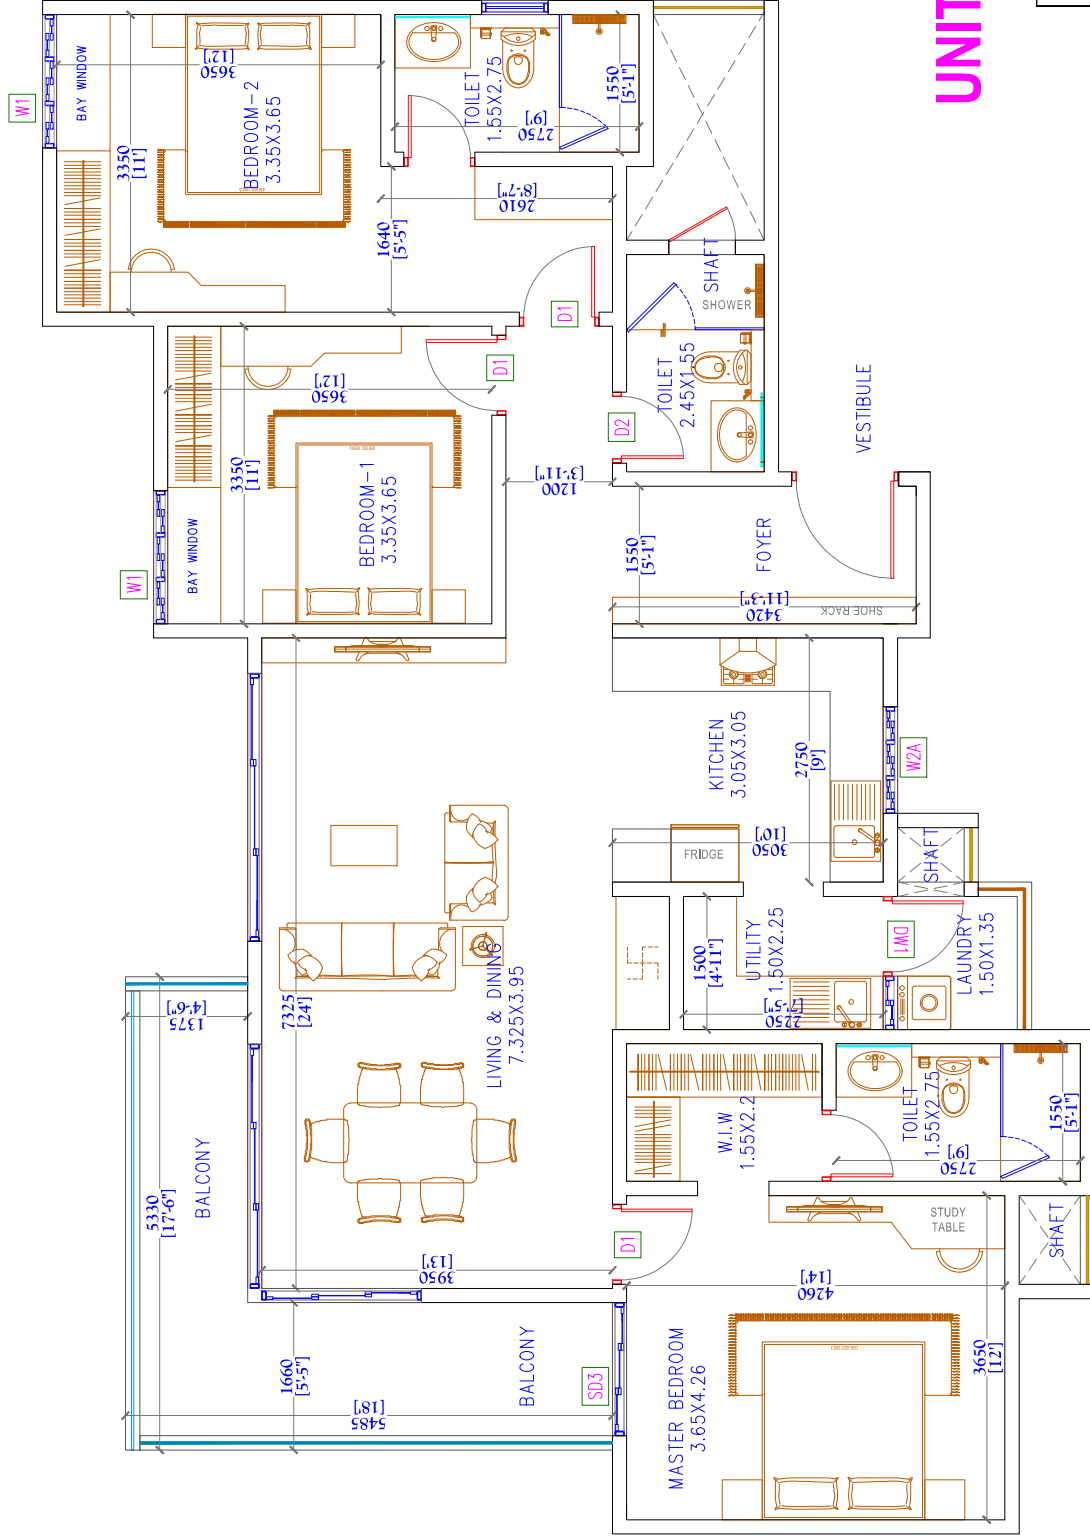 UNIT
W1
BAY WINDOW
3650
[12']
3350
[11']
BEDROOM-2
3.35X3.65
TOILET
1.55X2.75
2750
[9']
1550
[5'-1"]
2610
[8'-7"]
1640
[5'-5"]
D1
SHAFT
SHOWER
TOILET
2.45X1.55
D2
D1
3650
[12']
3350
[11']
BEDROOM-1
3.35X3.65
W1
BAY WINDOW
1200
[3'-11"]
VESTIBULE
1550
[5'-1"]
FOYER
3420
[11'-3"]
SHOE RACK
KITCHEN
3.05X3.05
2750
[9']
W2A
FRIDGE
3050
[10']
SHAFT
1500
[4'-11"]
UTILITY
1.50X2.25
2250
[7'-5"]
DW1
LAUNDRY
1.50X1.35
LIVING & DINING
7.325X3.95
7325
[24']
1375
[4'-6"]
5330
[17'-6"]
BALCONY
3950
[13']
W.I.W
1.55X2.2
TOILET
1.55X2.75
2750
[9']
1550
[5'-1"]
D1
STUDY
TABLE
SHAFT
4260
[14']
3650
[12']
MASTER BEDROOM
3.65X4.26
SD3
BALCONY
1660
[5'-5"]
5485
[18']